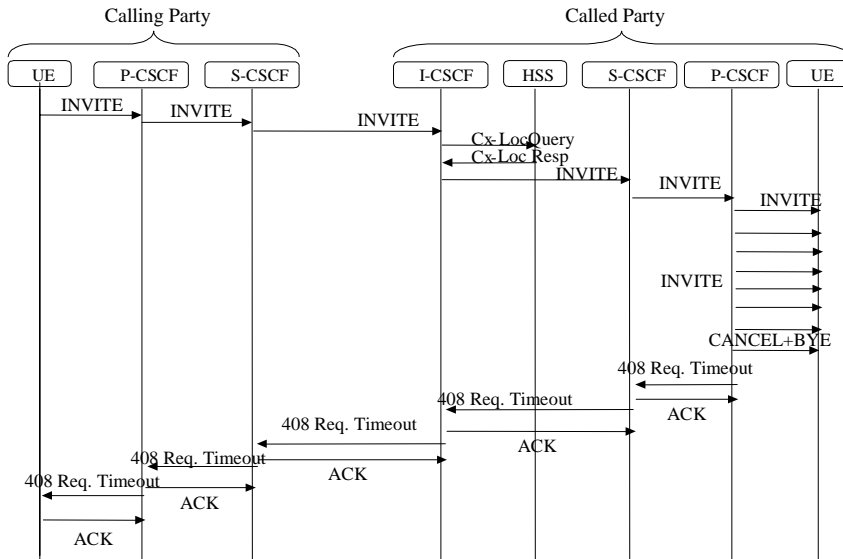 Calling Party
Called Party
UE
P-CSCF
S-CSCF
I-CSCF
HSS
S-CSCF
P-CSCF
UE
INVITE
INVITE
INVITE
Cx-LocQuery
Cx-Loc Resp
INVITE
INVITE
INVITE
INVITE
CANCEL+BYE
408 Req. Timeout
ACK
408 Req. Timeout
ACK
408 Req. Timeout
ACK
408 Req. Timeout
ACK
408 Req. Timeout
ACK